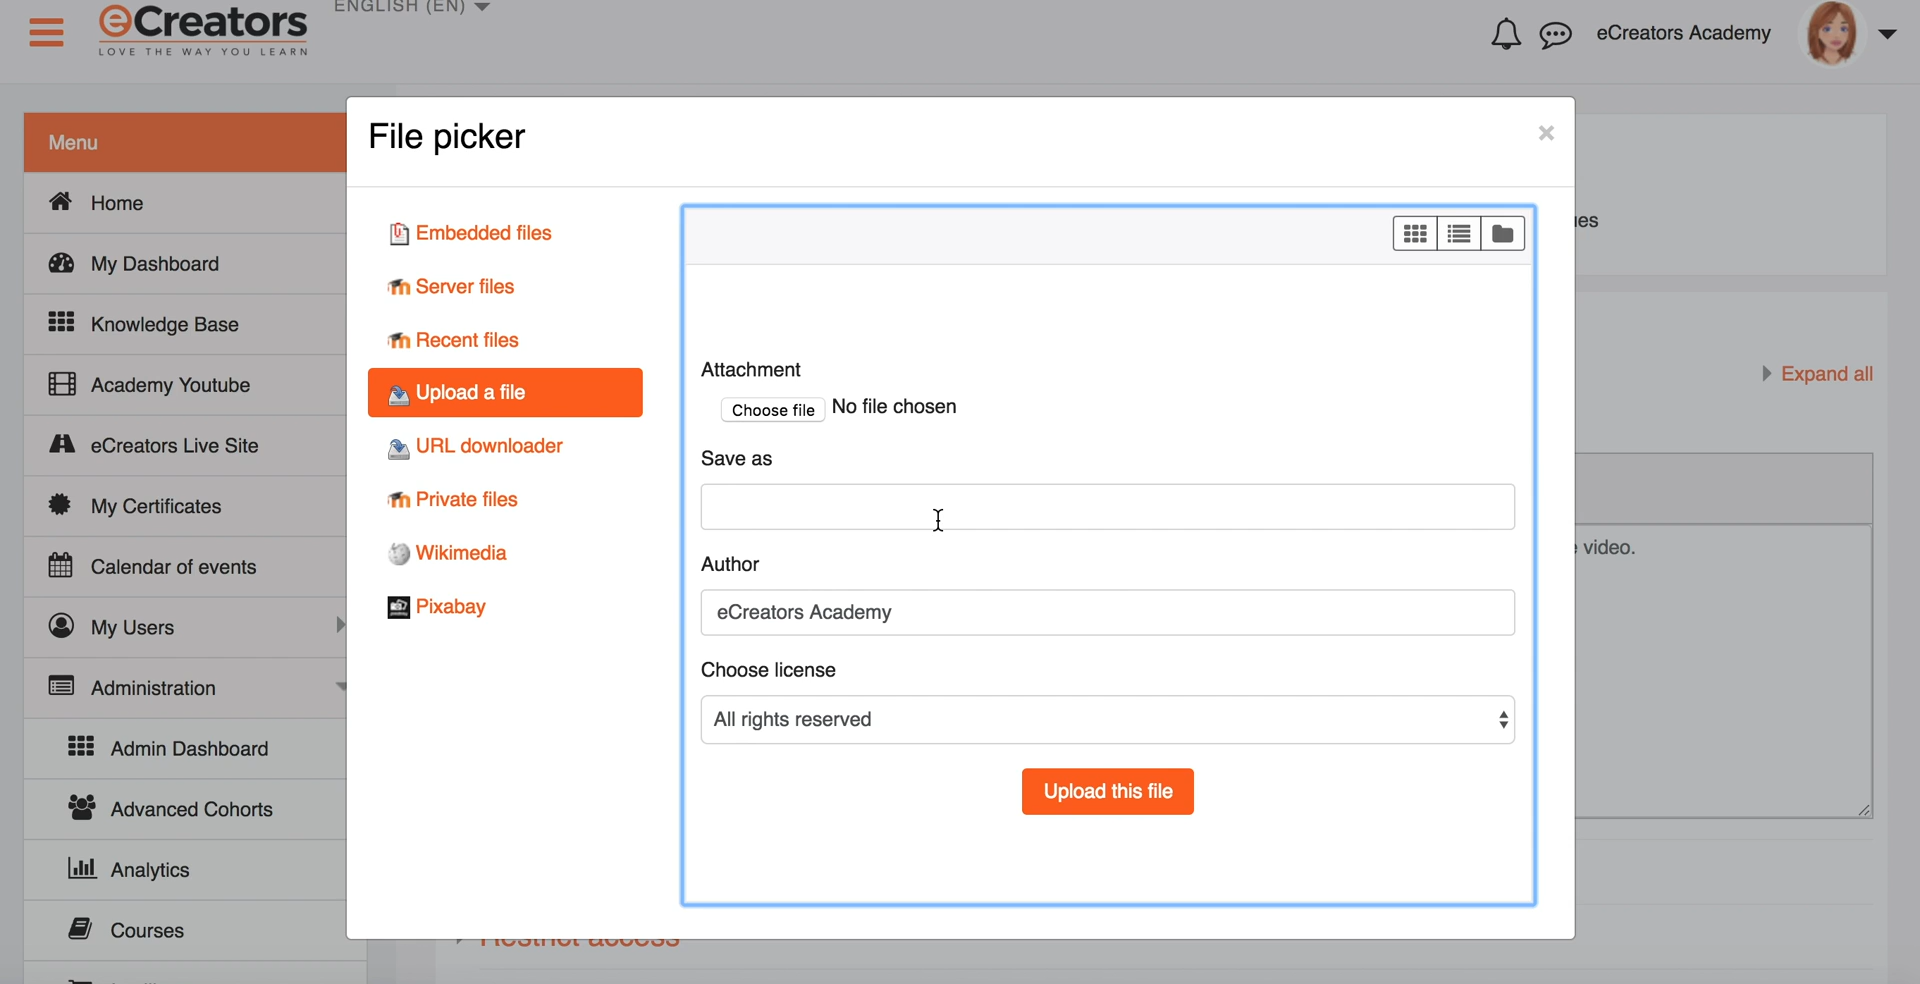 ENGLISH (EN)
eCreators
LOVE THE WAY YOU LEARN
eCreators Academy
Menu
Home
My Dashboard
Knowledge Base
Academy Youtube
eCreators Live Site
My Certificates
Calendar of events
My Users
Administration
Admin Dashboard
Advanced Cohorts
Analytics
Courses
File picker
×
Embedded files
Server files
Recent files
Upload a file
URL downloader
Private files
Wikimedia
Pixabay
Attachment
Choose file No file chosen
Save as
Author
eCreators Academy
Choose license
All rights reserved
Upload this file
Expand all
video.
Restrict access